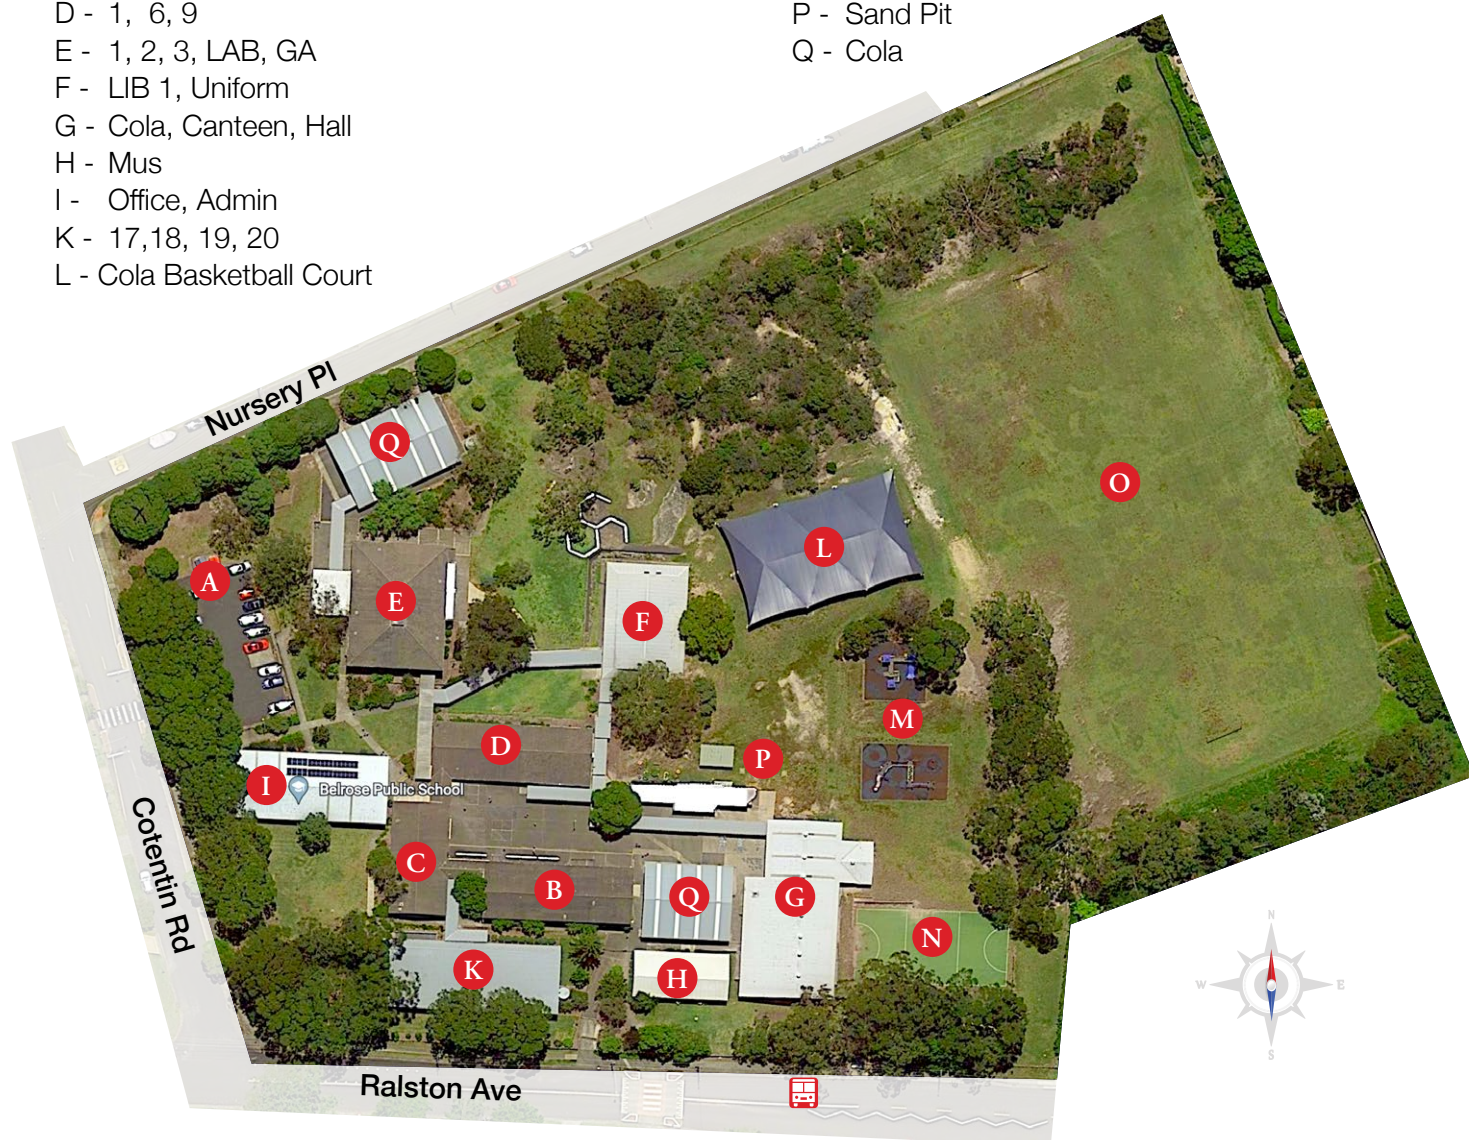 D - 1, 6, 9
E - 1, 2, 3, LAB, GA
F - LIB 1, Uniform
G - Cola, Canteen, Hall
H - Mus
I - Office, Admin
K - 17,18, 19, 20
L - Cola Basketball Court
P - Sand Pit
Q - Cola
Nursery Pl
Q
O
L
A
E
F
M
D
P
I
Belrose Public School
Cotentin Rd
C
B
Q
G
N
K
H
N
W
E
S
Ralston Ave